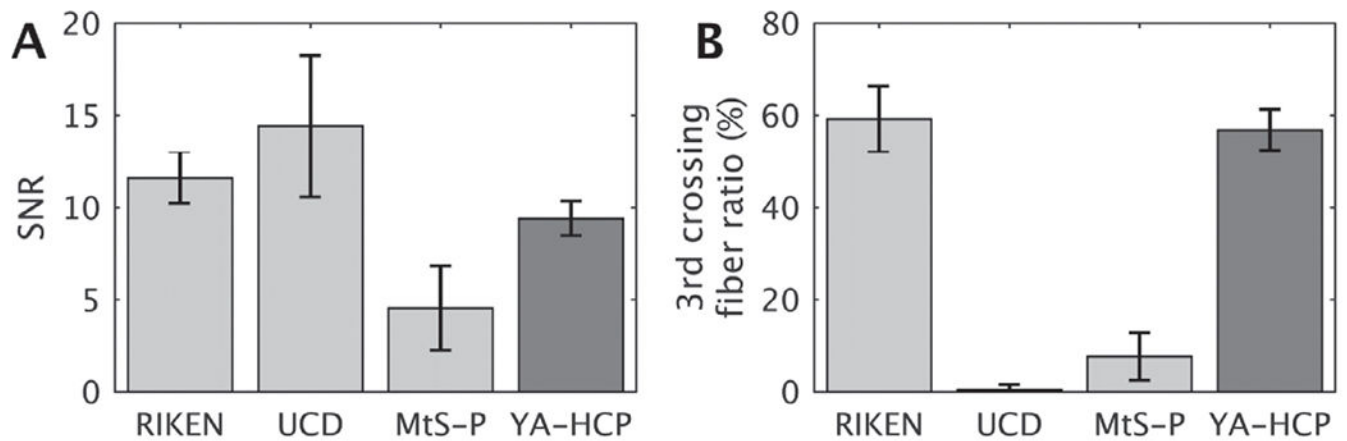 A
SNR
20
15
10
5
0
RIKEN UCD MtS-P YA-HCP
B
3rd crossing
fiber ratio (%)
80
60
40
20
0
RIKEN UCD MtS-P YA-HCP